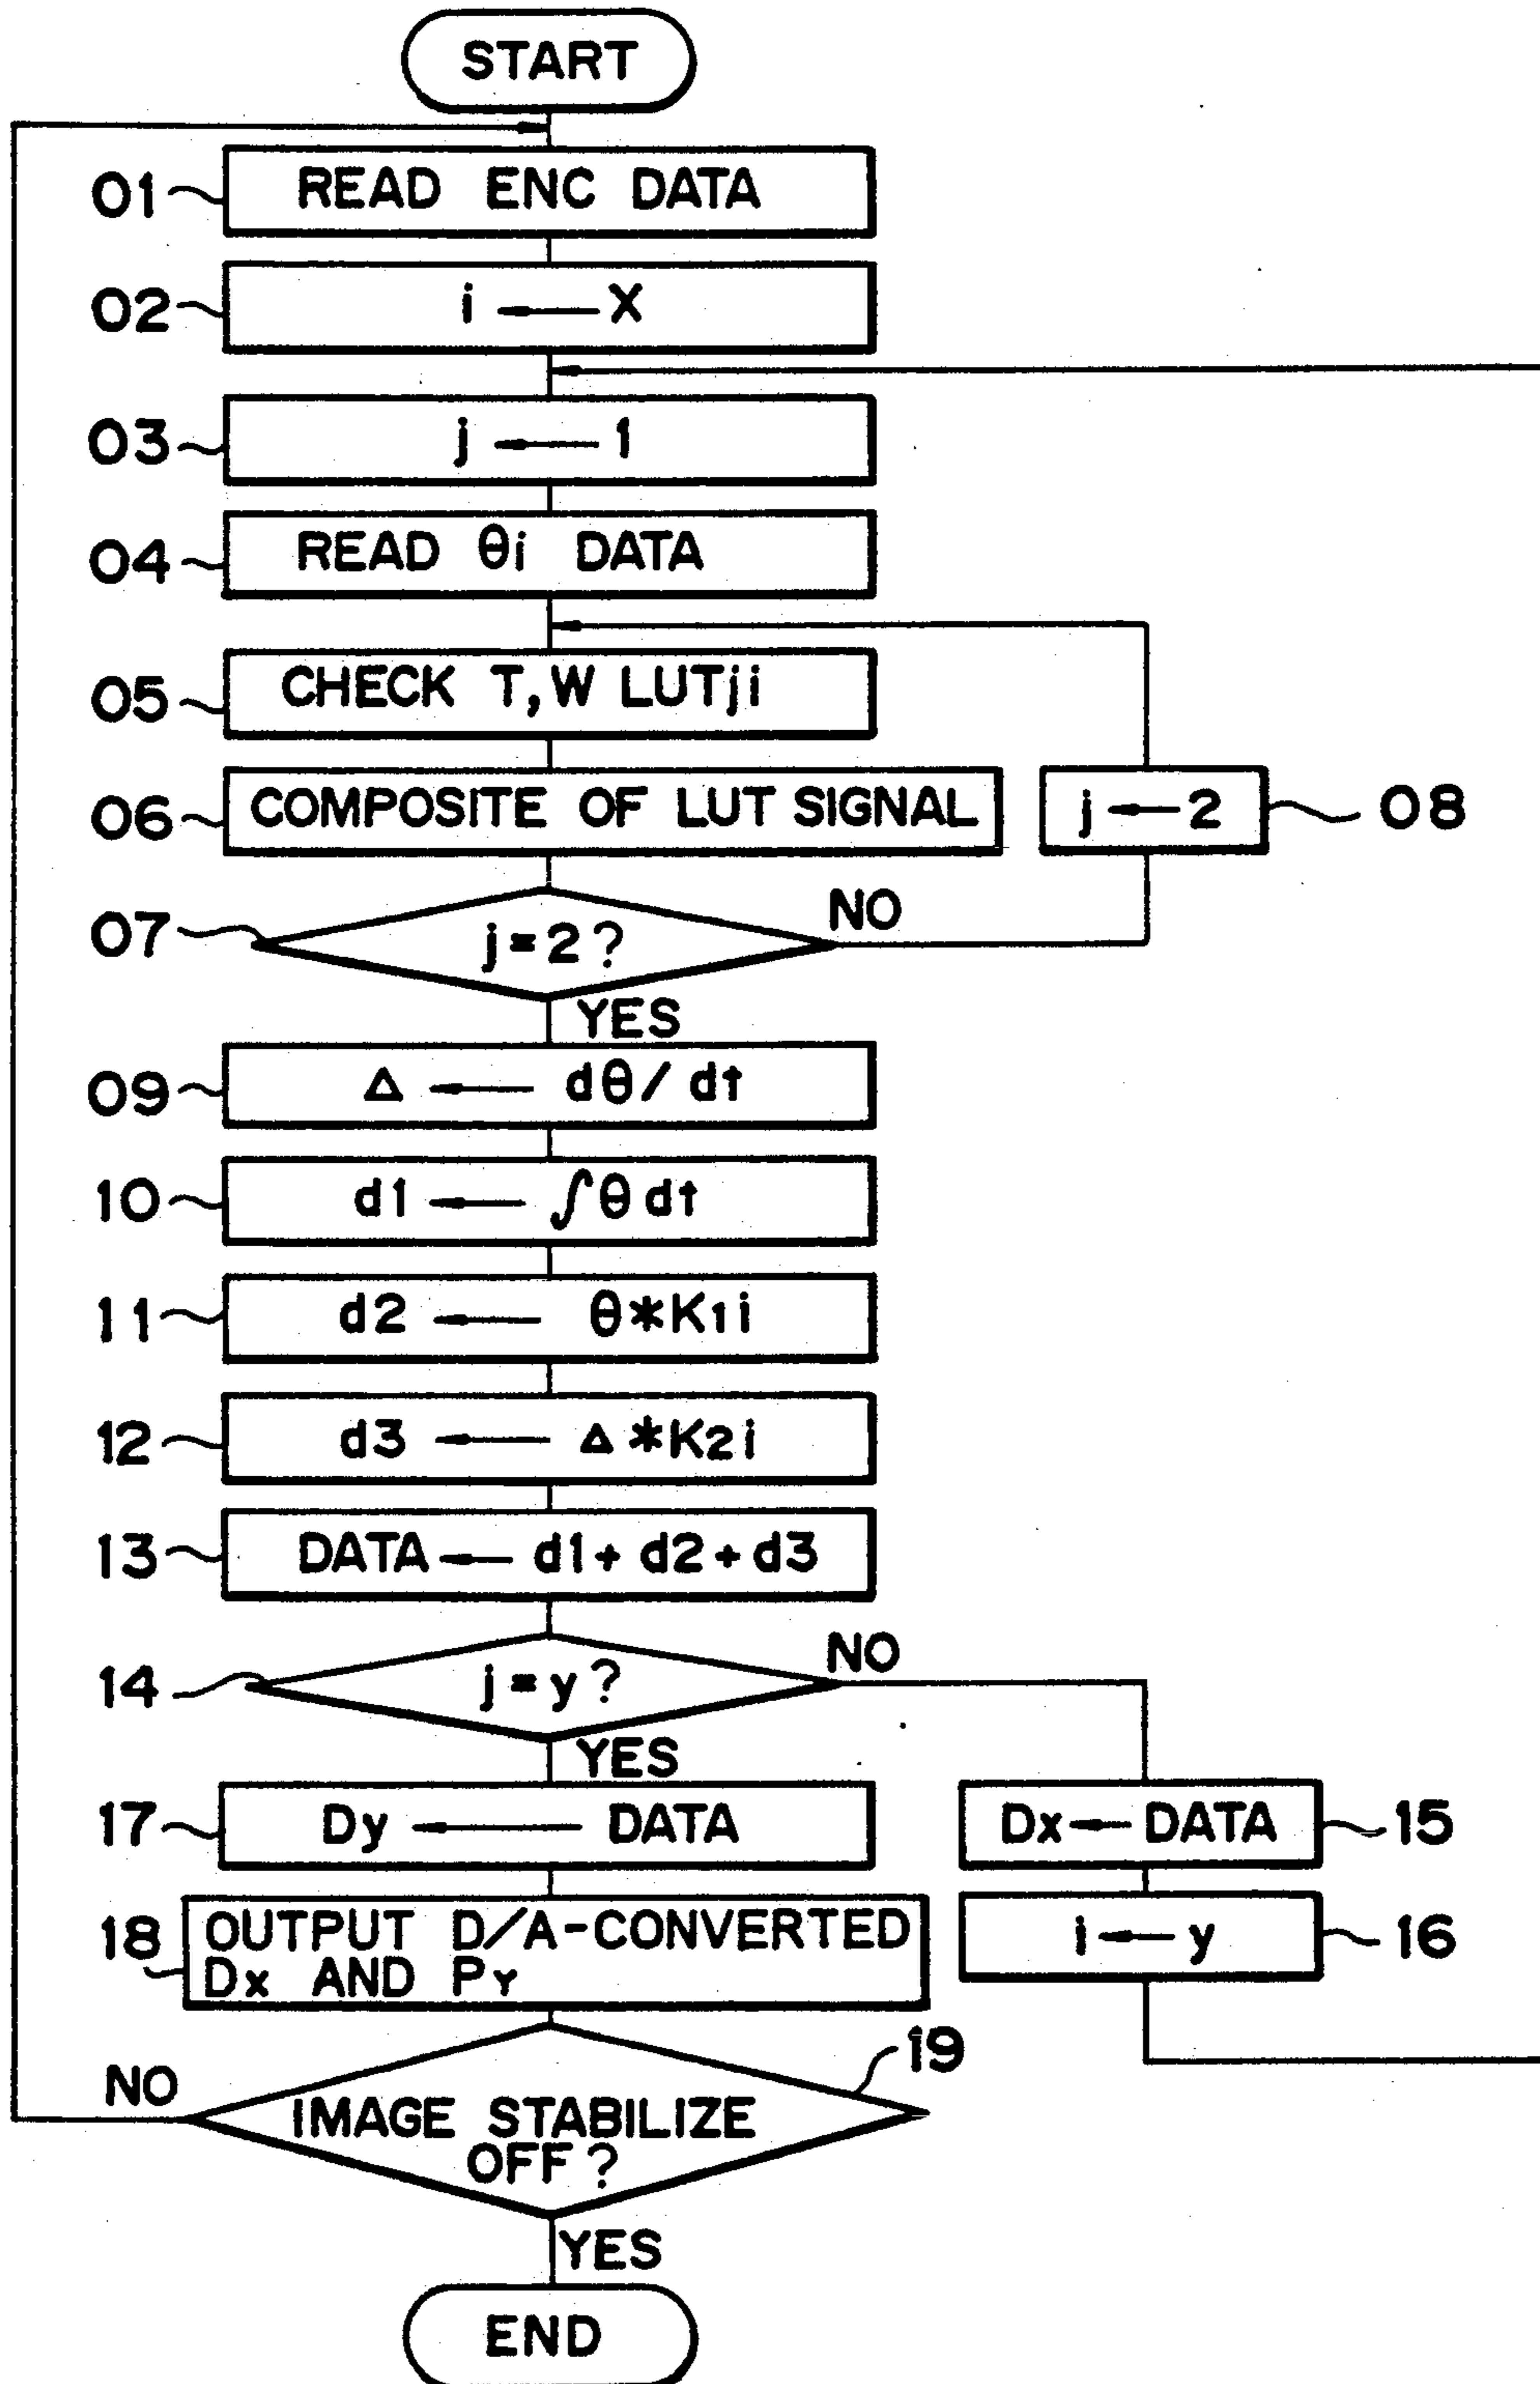 START
01 READ ENC DATA
02 i ← X
03 j ← 1
04 READ θi DATA
05 CHECK T,W LUTji
06 COMPOSITE OF LUT SIGNAL
j ← 2 08
07 j=2? NO
YES
09 Δ ← dθ/dt
10 d1 ← ∫θdt
11 d2 ← θ*K1i
12 d3 ← Δ*K2i
13 DATA ← d1+d2+d3
14 j=y? NO
YES
17 Dy ← DATA
Dx ← DATA 15
18 OUTPUT D/A-CONVERTED
Dx AND PY
i ← y 16
19
NO
IMAGE STABILIZE
OFF?
YES
END